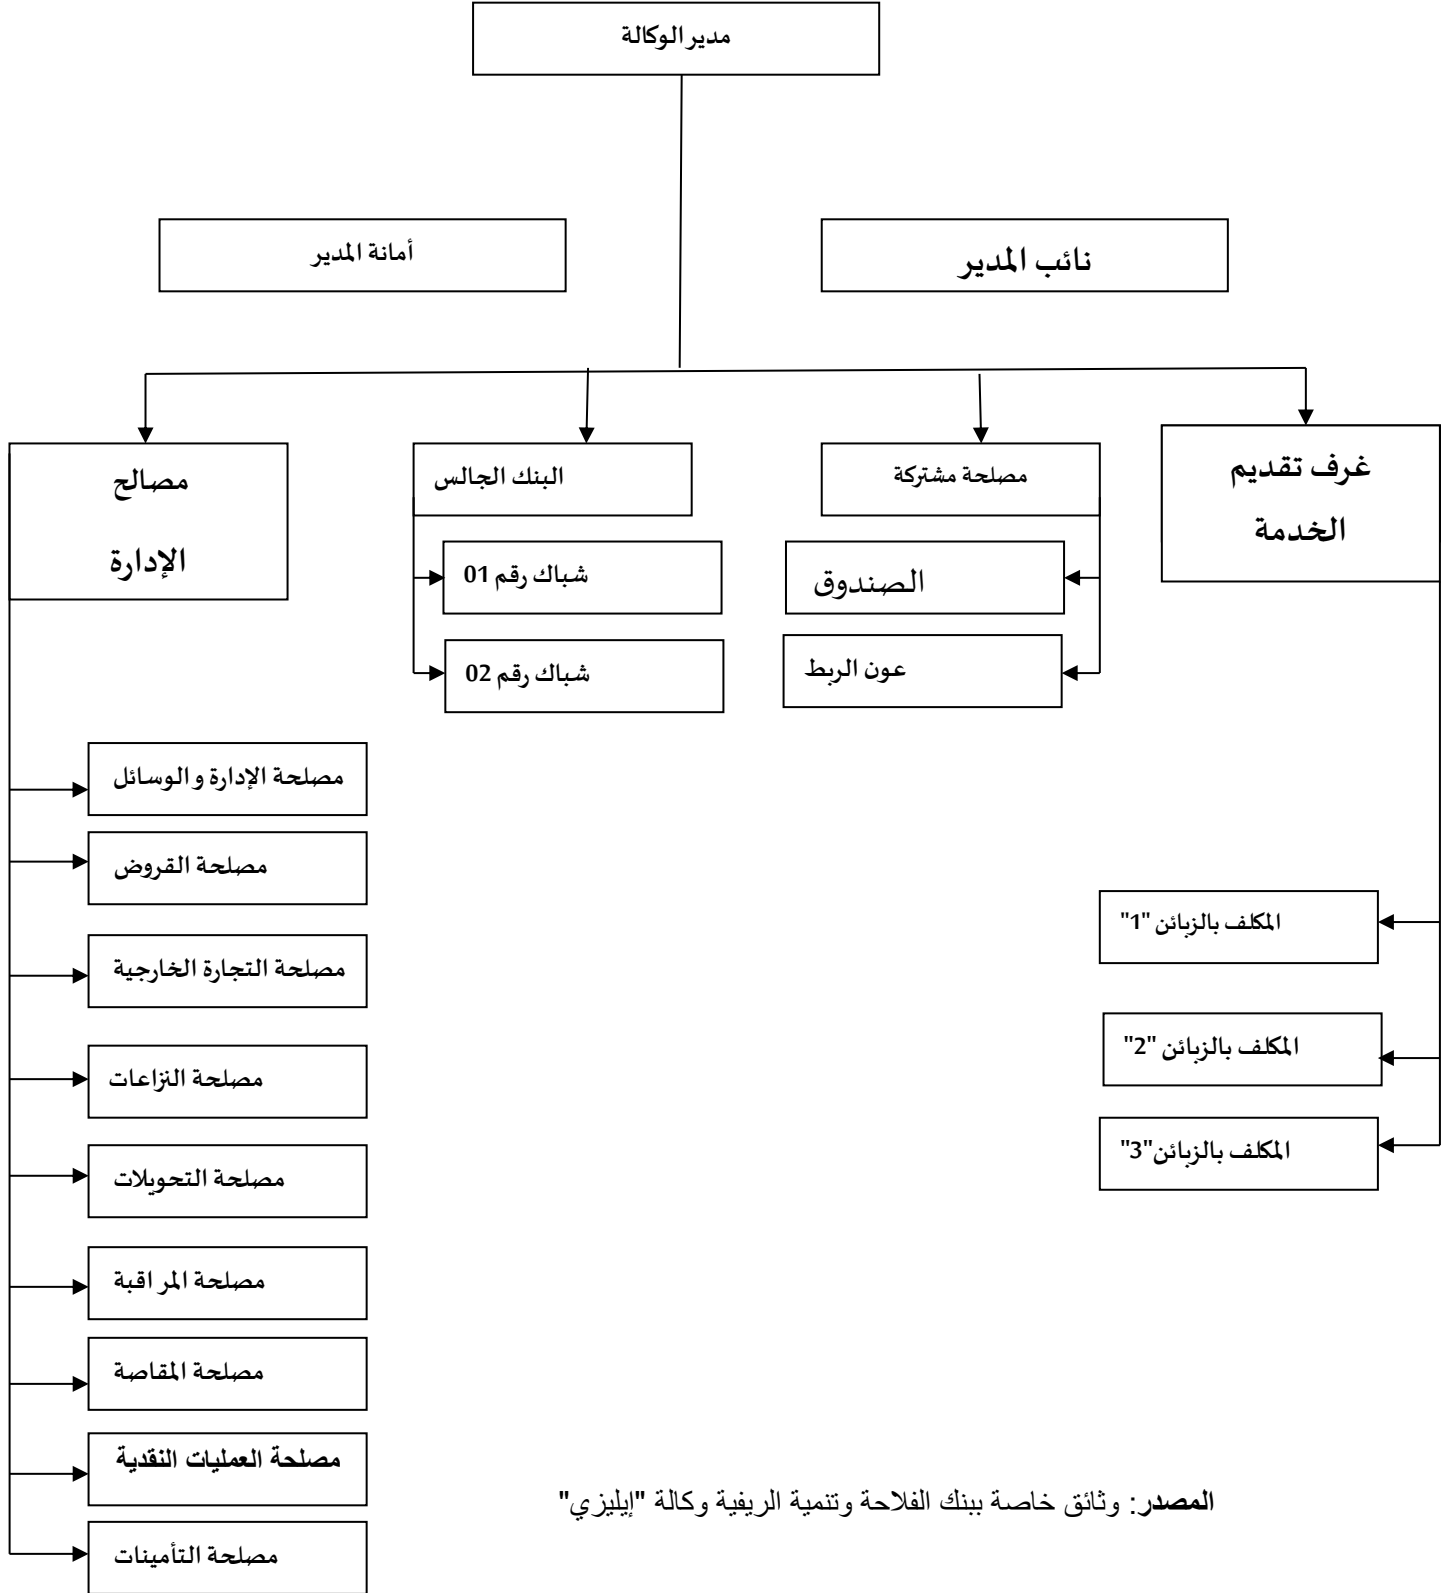 مدير الوكالة
نائب المدير
أمانة المدير
غرف تقديم
الخدمة
مصلحة مشتركة
البنك الجالس
مصالح
الإدارة
الصندوق
شباك رقم 01
عون الربط
شباك رقم 02
مصلحة الإدارة والوسائل
مصلحة القروض
المكلف بالزبائن "1"
مصلحة التجارة الخارجية
المكلف بالزبائن "2"
مصلحة النزاعات
المكلف بالزبائن"3"
مصلحة التحويلات
مصلحة المراقبة
مصلحة المقاصة
مصلحة العمليات النقدية
المصدر: وثائق خاصة ببنك الفلاحة وتنمية الريفية وكالة "إيليزي"
مصلحة التأمينات